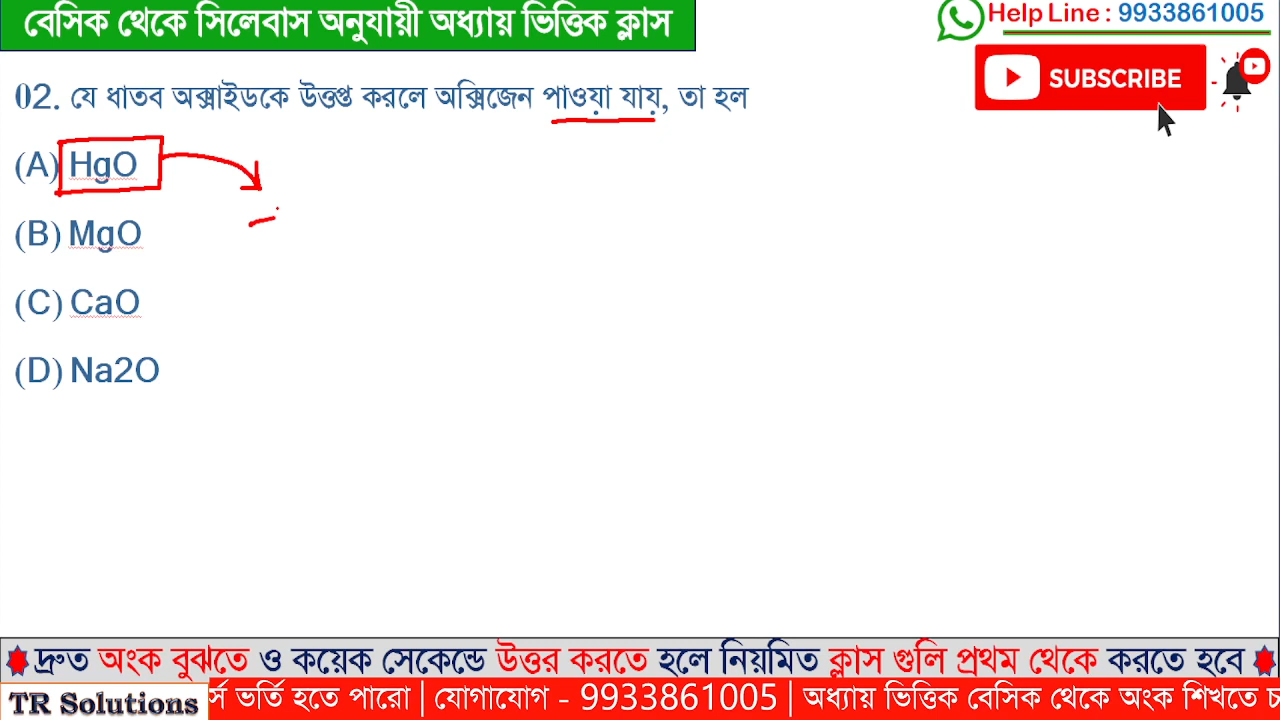 বেসিক থেকে সিলেবাস অনুযায়ী অধ্যায় ভিত্তিক ক্লাস
Help Line : 9933861005
SUBSCRIBE
02. যে ধাতব অক্সাইডকে উত্তপ্ত করলে অক্সিজেন পাওয়া যায়, তা হল
(A) HgO
(B) MgO
(C) CaO
(D) Na2O
দ্রুত অংক বুঝতে ও কয়েক সেকেন্ডে উত্তর করতে হলে নিয়মিত ক্লাস গুলি প্রথম থেকে করতে হবে
TR Solutions র্স ভর্তি হতে পারো | যোগাযোগ - 9933861005 | অধ্যায় ভিত্তিক বেসিক থেকে অংক শিখতে চ